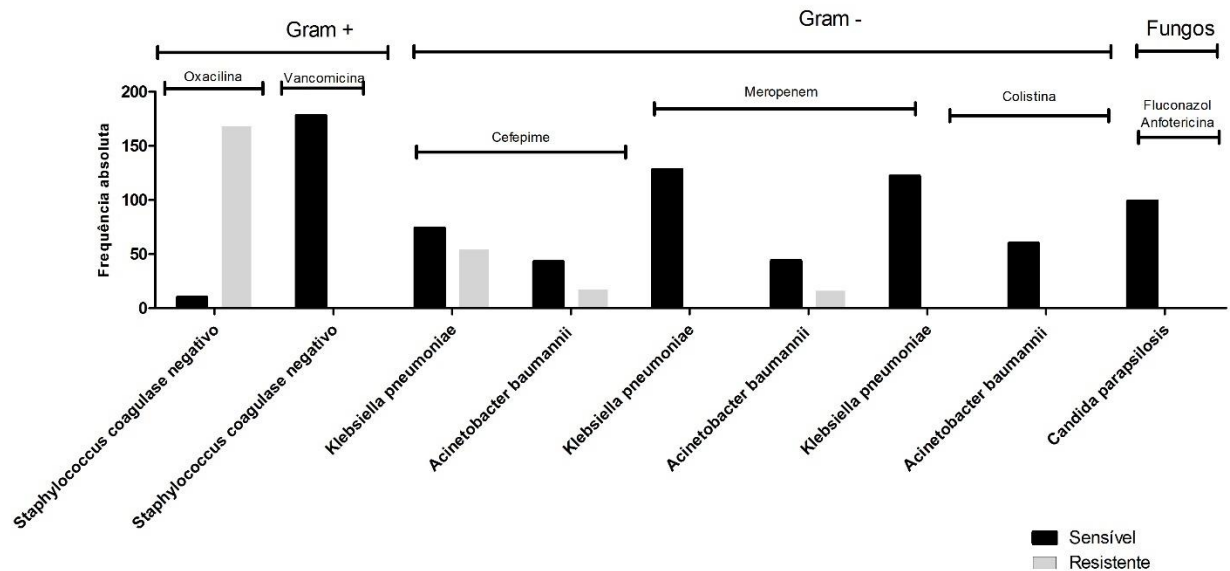 Gram +
Gram -
Fungos
Oxacilina
Vancomicina
Meropenem
Colistina
Fluconazol
Anfotericina
Cefepime
Frequência absoluta
200
150
100
50
0
Staphylococcus coagulase negativo
Staphylococcus coagulase negativo
Klebsiella pneumoniae
Acinetobacter baumannii
Klebsiella pneumoniae
Acinetobacter baumannii
Klebsiella pneumoniae
Acinetobacter baumannii
Candida parapsilosis
Sensível
Resistente